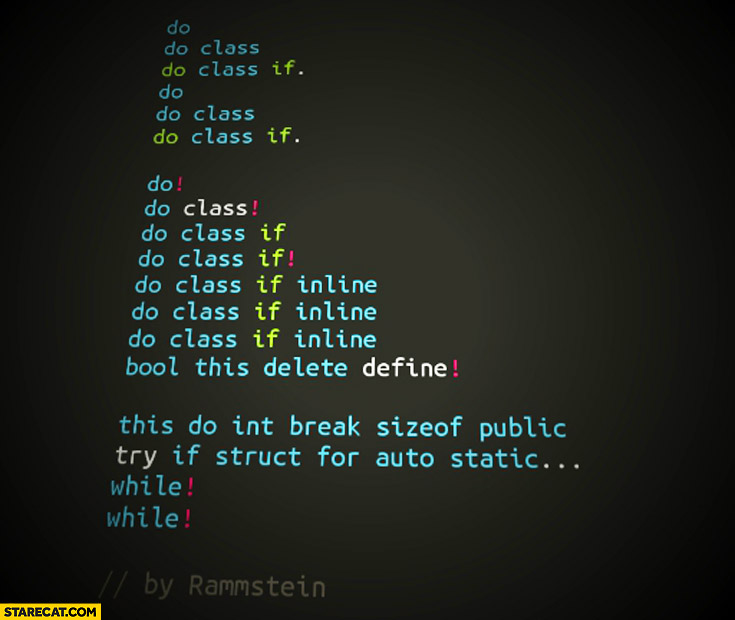 do
do class
do class if.
do
do class
do class if.
do!
do class!
do class if
do class if!
do class if inline
do class if inline
do class if inline
bool this delete define!
this do int break sizeof public
try if struct for auto static...
while!
while!
// by Rammstein
STARECAT.COM